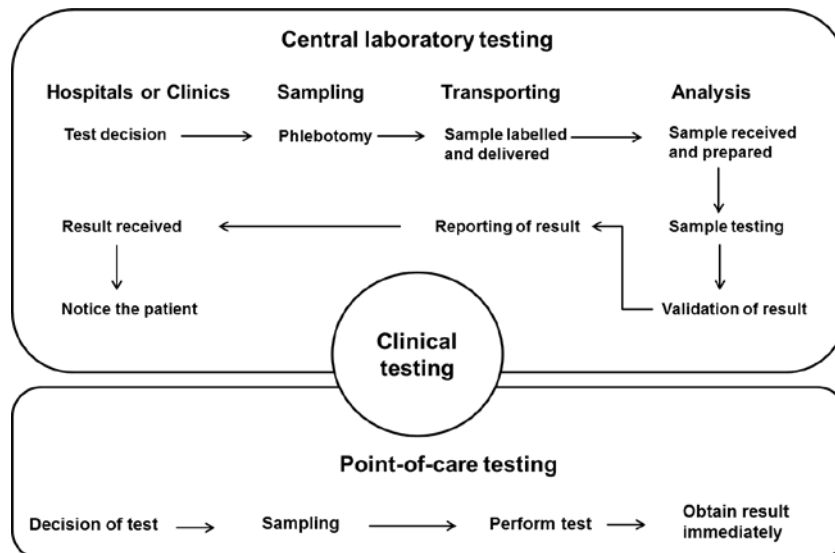 Central laboratory testing
Hospitals or Clinics
Sampling
Transporting
Analysis
Test decision
Phlebotomy
Sample labelled
and delivered
Sample received
and prepared
Result received
Reporting of result
Sample testing
Notice the patient
Validation of result
Clinical
testing
Point-of-care testing
Decision of test
Sampling
Perform test
Obtain result
immediately